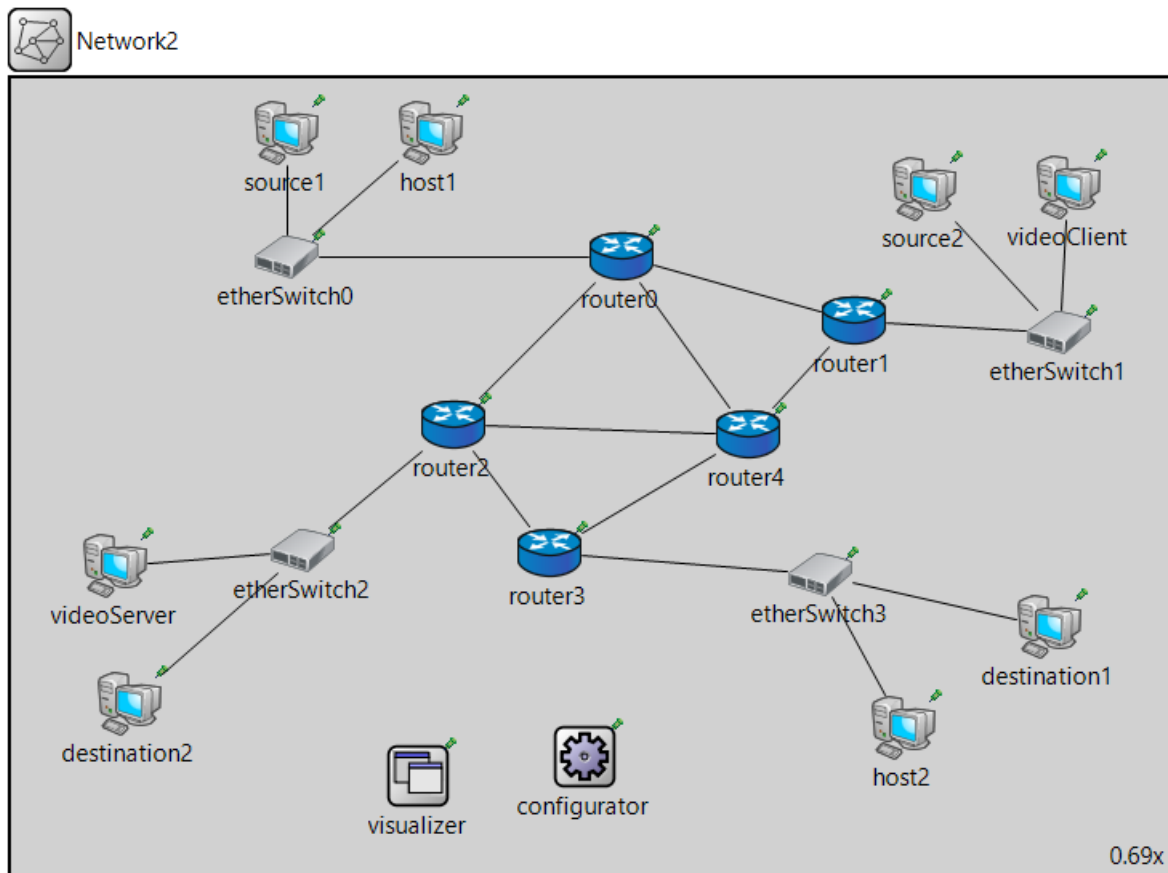 Network2
source1
host1
source2
videoClient
etherSwitch0
router0
router1
etherSwitch1
router2
router4
videoServer
etherSwitch2
router3
etherSwitch3
destination1
destination2
host2
visualizer
configurator
0.69x